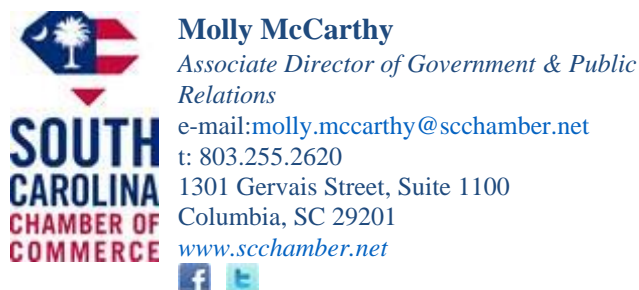 Molly McCarthy
Associate Director of Government & Public
Relations
e-mail:molly.mccarthy@scchamber.net
t: 803.255.2620
1301 Gervais Street, Suite 1100
Columbia, SC 29201
www.scchamber.net
SOUTH
CAROLINA
CHAMBER OF
COMMERCE